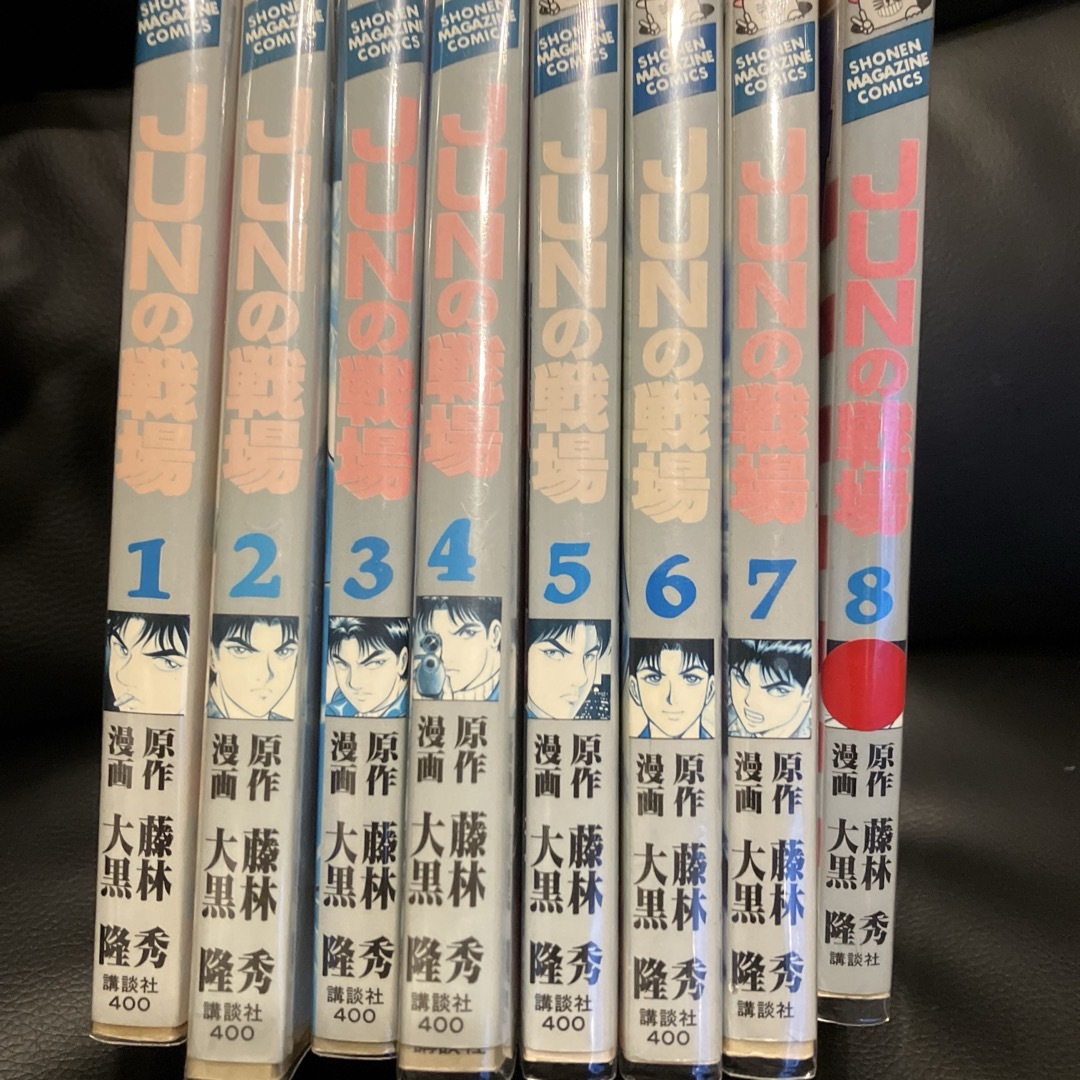 SHONEN
MAGAZINE
COMICS
JUNの戦場
1
原作 藤林 秀
漫画 大黒 隆
講談社
400
SHONEN
MAGAZINE
COMICS
JUNの戦場
2
原作 藤林 秀
漫画 大黒 隆
講談社
400
SHONEN
MAGAZINE
COMICS
JUNの戦場
3
原作 藤林 秀
漫画 大黒 隆
講談社
400
SHONEN
MAGAZINE
COMICS
JUNの戦場
4
原作 藤林 秀
漫画 大黒 隆
講談社
400
講談社
SHONEN
MAGAZINE
COMICS
JUNの戦場
5
原作 藤林 秀
漫画 大黒 隆
講談社
400
SHONEN
MAGAZINE
COMICS
JUNの戦場
6
原作 藤林 秀
漫画 大黒 隆
講談社
400
SHONEN
MAGAZINE
COMICS
JUNの戦場
7
原作 藤林 秀
漫画 大黒 隆
講談社
SHONEN
MAGAZINE
COMICS
JUNの戦場
8
原作 藤林 秀
漫画 大黒 隆
講談社